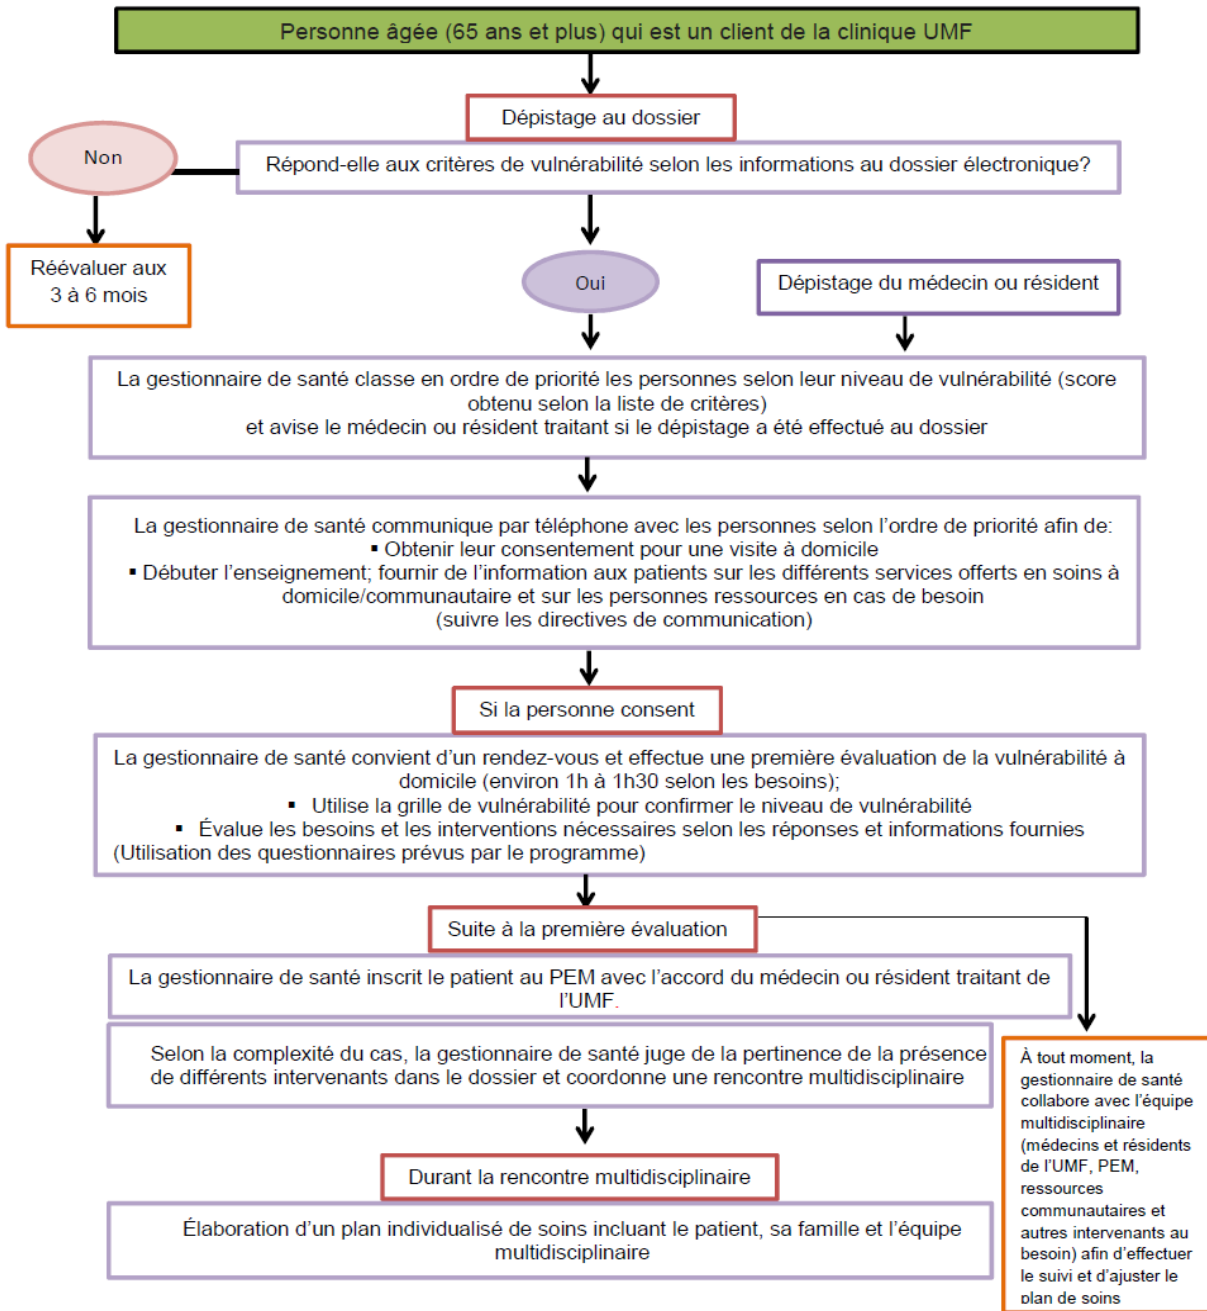 Personne âgée (65 ans et plus) qui est un client de la clinique UMF
Dépistage au dossier
Non
Répond-elle aux critères de vulnérabilité selon les informations au dossier électronique?
Réévaluer aux
3 à 6 mois
Oui
Dépistage du médecin ou résident
La gestionnaire de santé classe en ordre de priorité les personnes selon leur niveau de vulnérabilité (score
obtenu selon la liste de critères)
et avise le médecin ou résident traitant si le dépistage a été effectué au dossier
La gestionnaire de santé communique par téléphone avec les personnes selon l’ordre de priorité afin de:
▪ Obtenir leur consentement pour une visite à domicile
▪ Débuter l’enseignement; fournir de l’information aux patients sur les différents services offerts en soins à
domicile/communautaire et sur les personnes ressources en cas de besoin
(suivre les directives de communication)
Si la personne consent
La gestionnaire de santé convient d’un rendez-vous et effectue une première évaluation de la vulnérabilité à
domicile (environ 1h à 1h30 selon les besoins);
▪ Utilise la grille de vulnérabilité pour confirmer le niveau de vulnérabilité
▪ Évalue les besoins et les interventions nécessaires selon les réponses et informations fournies
(Utilisation des questionnaires prévus par le programme)
Suite à la première évaluation
La gestionnaire de santé inscrit le patient au PEM avec l’accord du médecin ou résident traitant de
l’UMF.
Selon la complexité du cas, la gestionnaire de santé juge de la pertinence de la présence
de différents intervenants dans le dossier et coordonne une rencontre multidisciplinaire
Durant la rencontre multidisciplinaire
Élaboration d’un plan individualisé de soins incluant le patient, sa famille et l’équipe
multidisciplinaire
À tout moment, la
gestionnaire de santé
collabore avec l’équipe
multidisciplinaire
(médecins et résidents
de l’UMF, PEM,
ressources
communautaires et
autres intervenants au
besoin) afin d’effectuer
le suivi et d’ajuster le
plan de soins